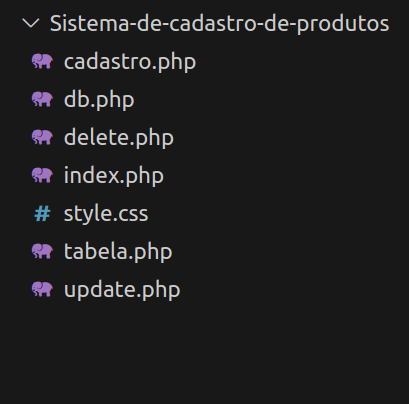 Sistema-de-cadastro-de-produtos
cadastro.php
db.php
delete.php
index.php
# style.css
tabela.php
update.php